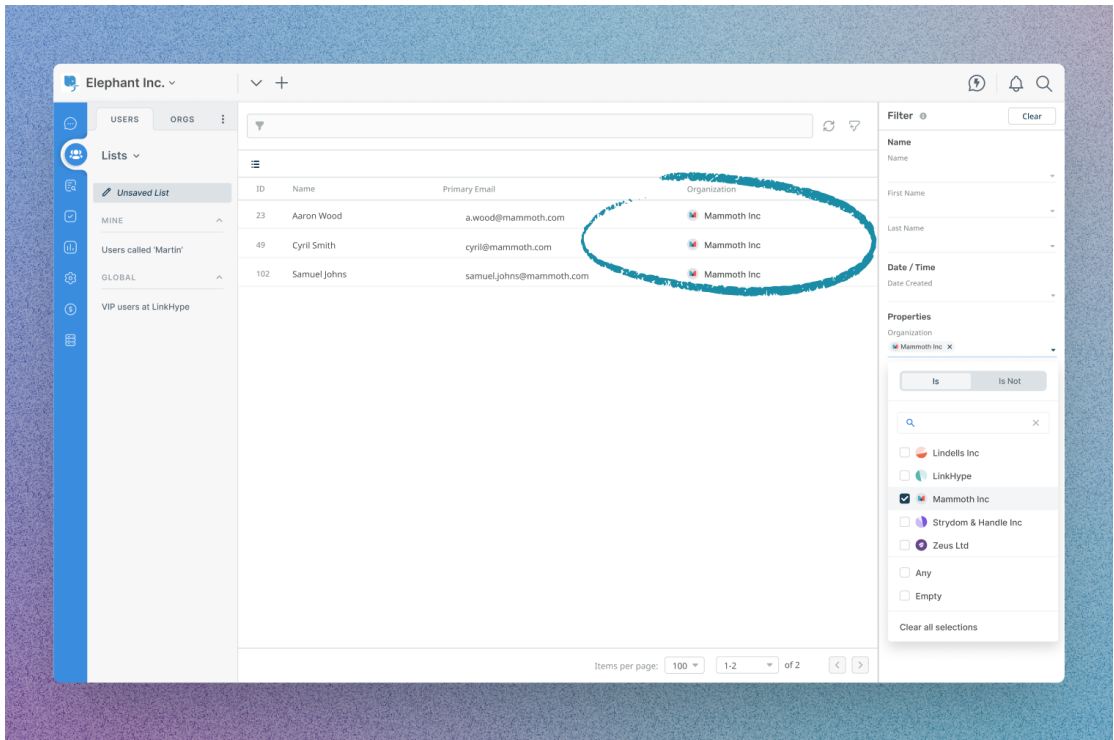 Elephant Inc.
USERS ORGS
Lists
Unsaved List
MINE
Users called 'Martin'
GLOBAL
VIP users at LinkHype
ID Name Primary Email Organization
23 Aaron Wood a.wood@mammoth.com Mammoth Inc
49 Cyril Smith cyril@mammoth.com Mammoth Inc
102 Samuel Johns samuel.johns@mammoth.com Mammoth Inc
Items per page: 100 1-2 of 2
Filter Clear
Name
Name
First Name
Last Name
Date / Time
Date Created
Properties
Organization
Mammoth Inc
Is Is Not
Lindells Inc
LinkHype
Mammoth Inc
Strydom & Handle Inc
Zeus Ltd
Any
Empty
Clear all selections